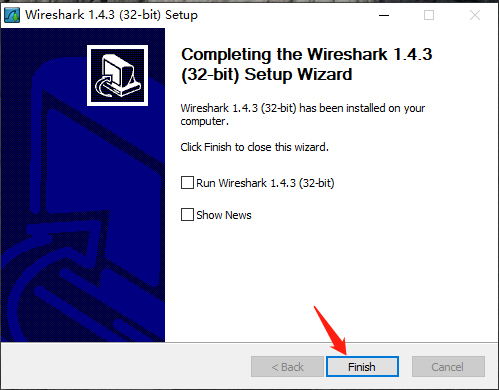 Wireshark 1.4.3 (32-bit) Setup
Completing the Wireshark 1.4.3
(32-bit) Setup Wizard
Wireshark 1.4.3 (32-bit) has been installed on your
computer.
Click Finish to close this wizard.
Run Wireshark 1.4.3 (32-bit)
Show News
< Back
Finish
Cancel